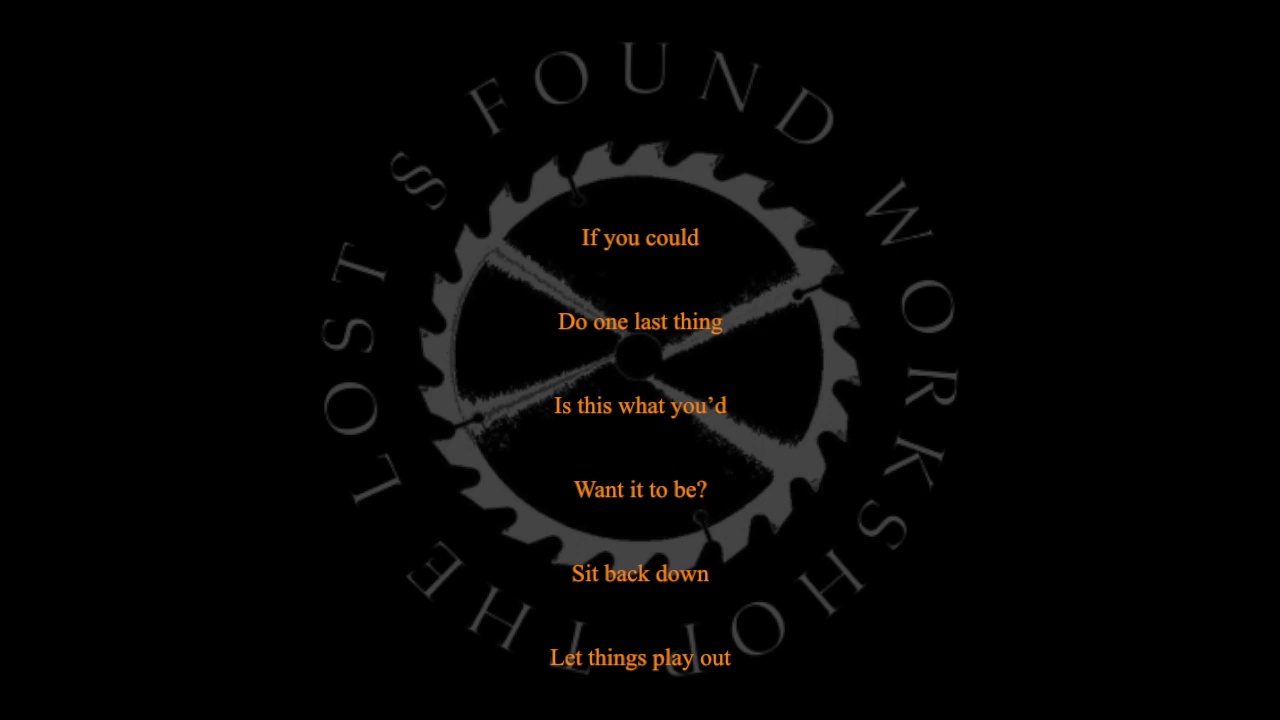 THE LOST § FOUND WORKSHOP
If you could
Do one last thing
Is this what you’d
Want it to be?
Sit back down
Let things play out